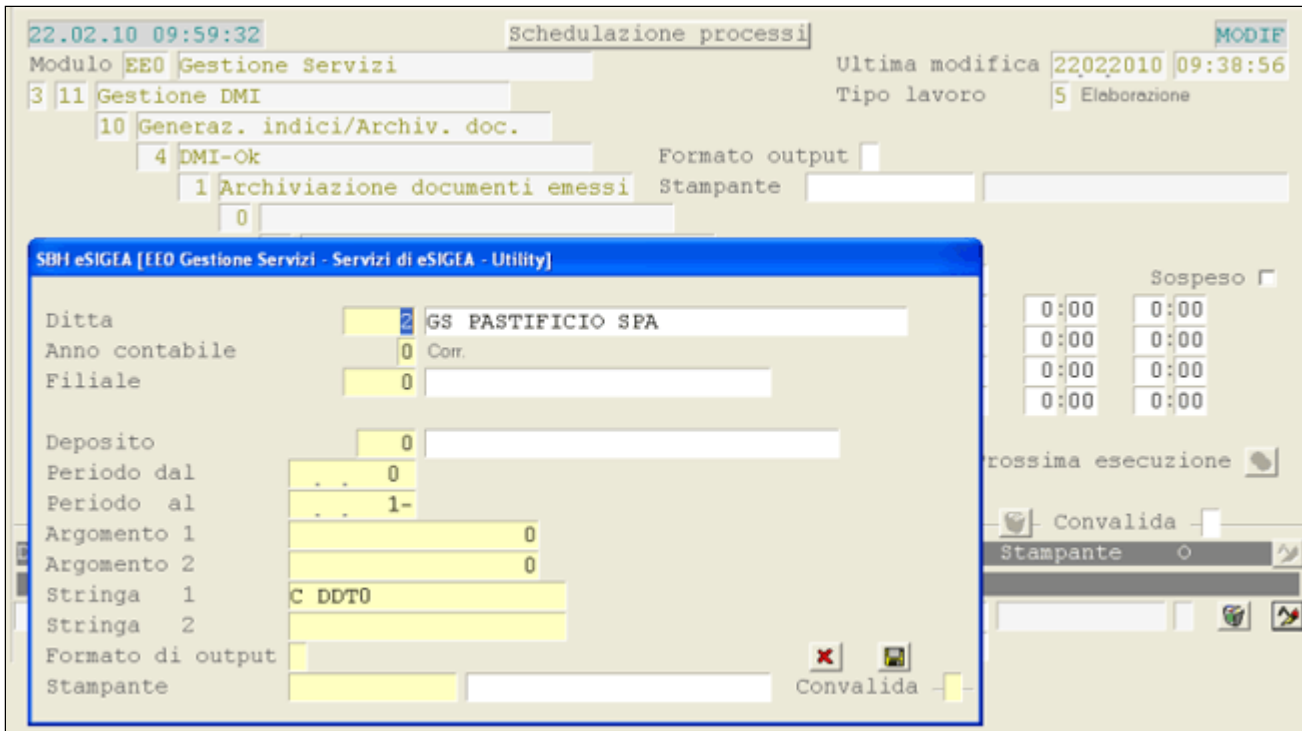 22.02.10 09:59:32 Schedulazione processi MODIF
Modulo EE0 Gestione Servizi Ultima modifica 22022010 09:38:56
3 11 Gestione DMI Tipo lavoro 5 Elaborazione
10 Generaz. indici/Archiv. doc.
4 DMI-Ok Formato output
1 Archiviazione documenti emessi Stampante
0
SBH eSIGEA [EE0 Gestione Servizi - Servizi di eSIGEA - Utility]
Sospeso
Ditta 2 GS PASTIFICIO SPA 0:00 0:00
Anno contabile 0 Corr. 0:00 0:00
Filiale 0 0:00 0:00
0:00 0:00
Deposito 0
Periodo dal . . 0 rossima esecuzione
Periodo al . . 1-
Argomento 1 0 Convalida
Argomento 2 0 Stampante O
Stringa 1 C DDT0
Stringa 2
Formato di output
Stampante Convalida